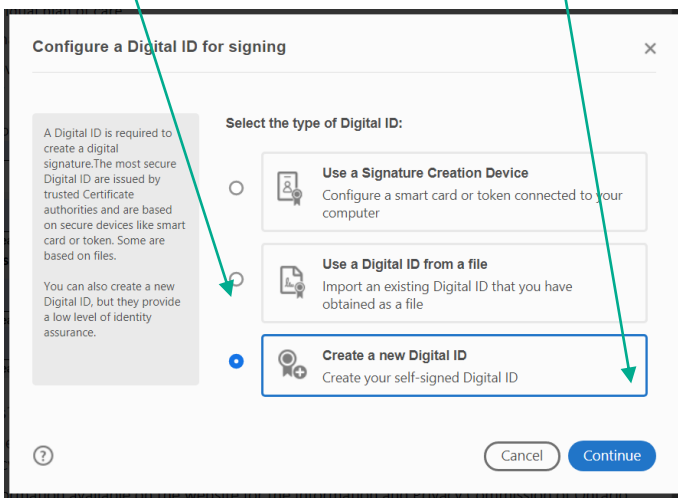 Configure a Digital ID for signing
A Digital ID is required to
create a digital
signature.The most secure
Digital ID are issued by
trusted Certificate
authorities and are based
on secure devices like smart
card or token. Some are
based on files.
You can also create a new
Digital ID, but they provide
a low level of identity
assurance.
Select the type of Digital ID:
Use a Signature Creation Device
Configure a smart card or token connected to your
computer
Use a Digital ID from a file
Import an existing Digital ID that you have
obtained as a file
Create a new Digital ID
Create your self-signed Digital ID
Cancel
Continue